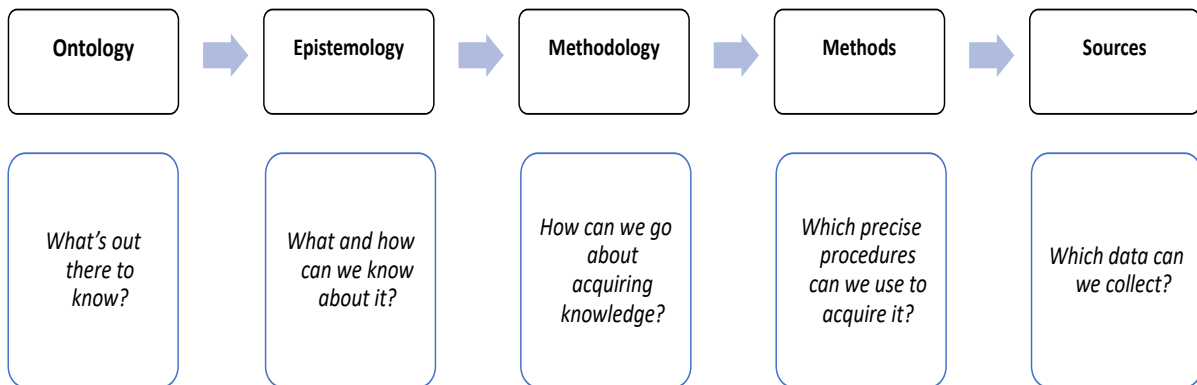 Ontology
Epistemology
Methodology
Methods
Sources
What’s out
there to
know?
What and how
can we know
about it?
How can we go
about
acquiring
knowledge?
Which precise
procedures
can we use to
acquire it?
Which data can
we collect?